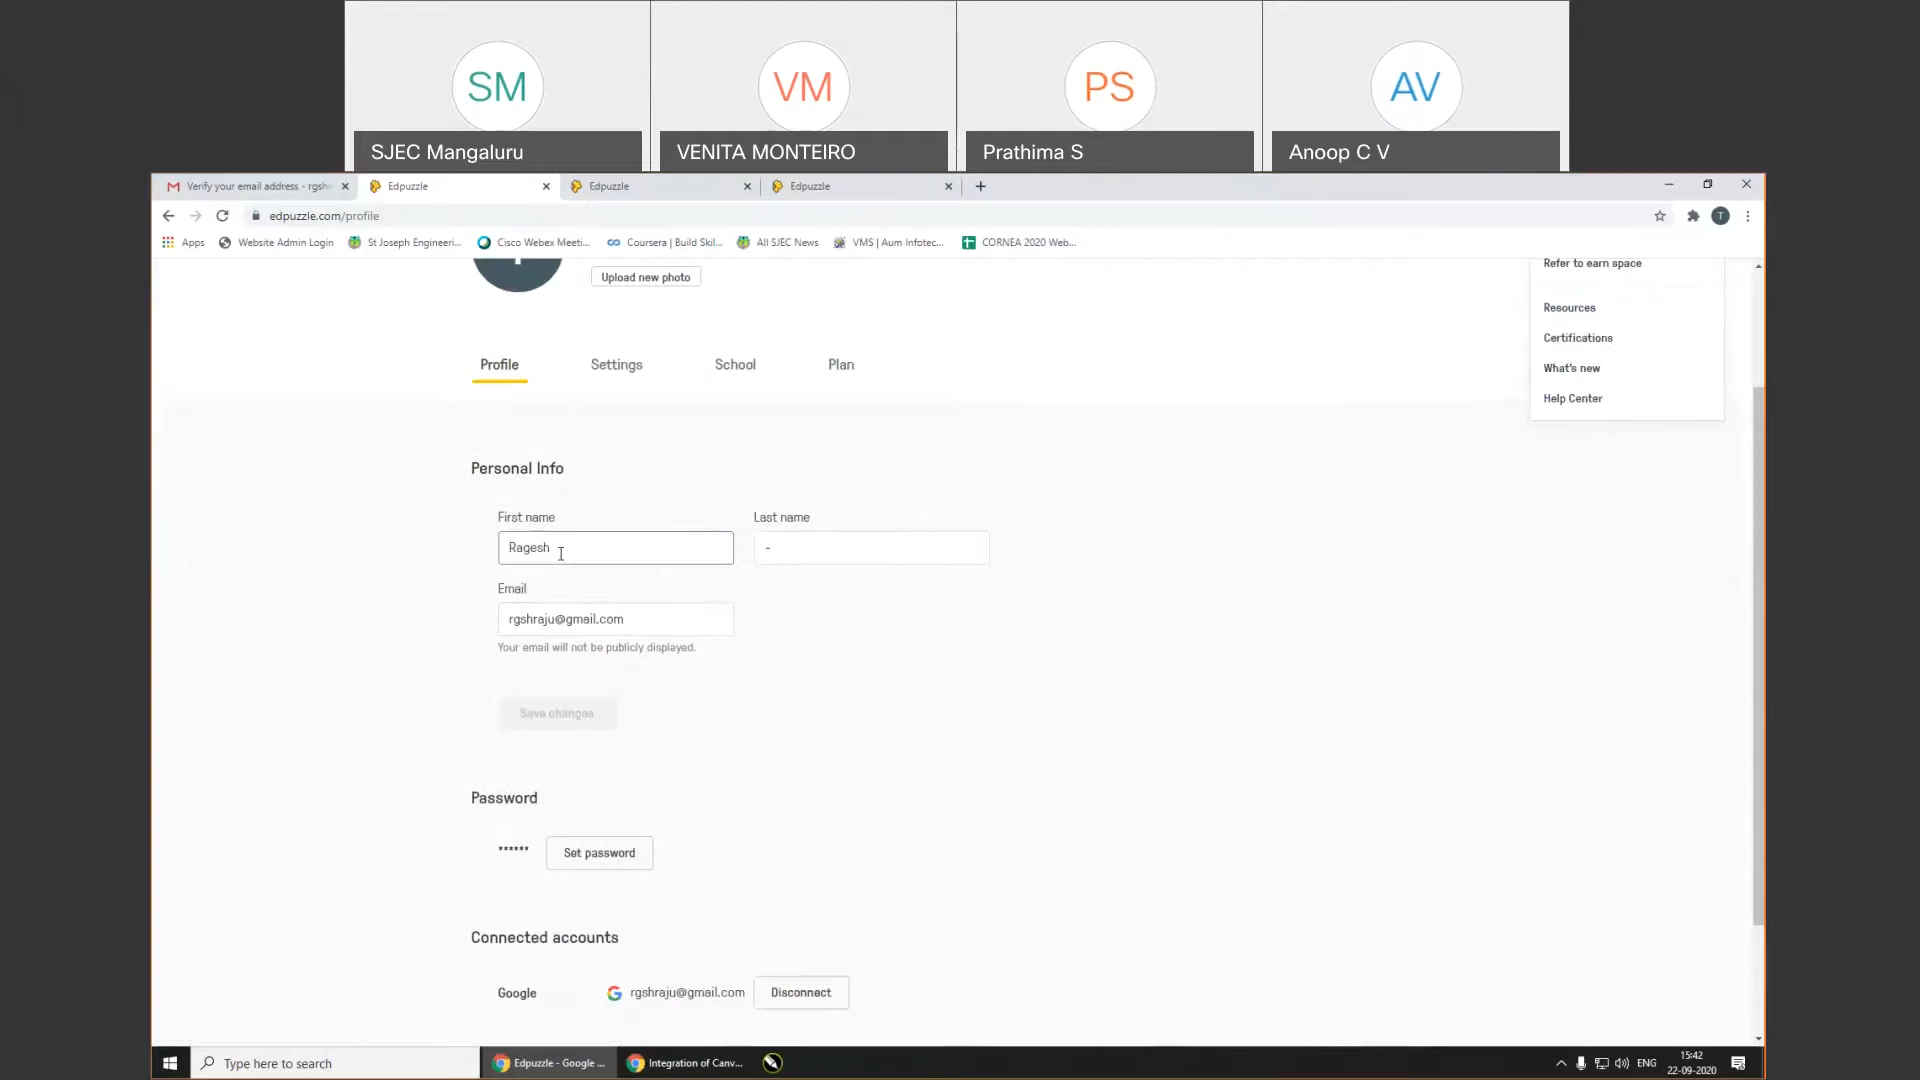 SM
VM
PS
AV
SJEC Mangaluru
VENITA MONTEIRO
Prathima S
Anoop C V
Verify your email address - rgsh
Edpuzzle
Edpuzzle
Edpuzzle
edpuzzle.com/profile
T
Apps
Website Admin Login
St Joseph Engineeri...
Cisco Webex Meeti...
Coursera | Build Skil...
All SJEC News
VMS | Aum Infotec...
CORNEA 2020 Web...
Upload new photo
Refer to earn space
Resources
Certifications
What's new
Help Center
Profile
Settings
School
Plan
Personal Info
First name
Last name
Ragesh
-
Email
rgshraju@gmail.com
Your email will not be publicly displayed.
Save changes
Password
******
Set password
Connected accounts
Google
rgshraju@gmail.com
Disconnect
Type here to search
Edpuzzle - Google ...
Integration of Canv...
ENG
15:42
22-09-2020